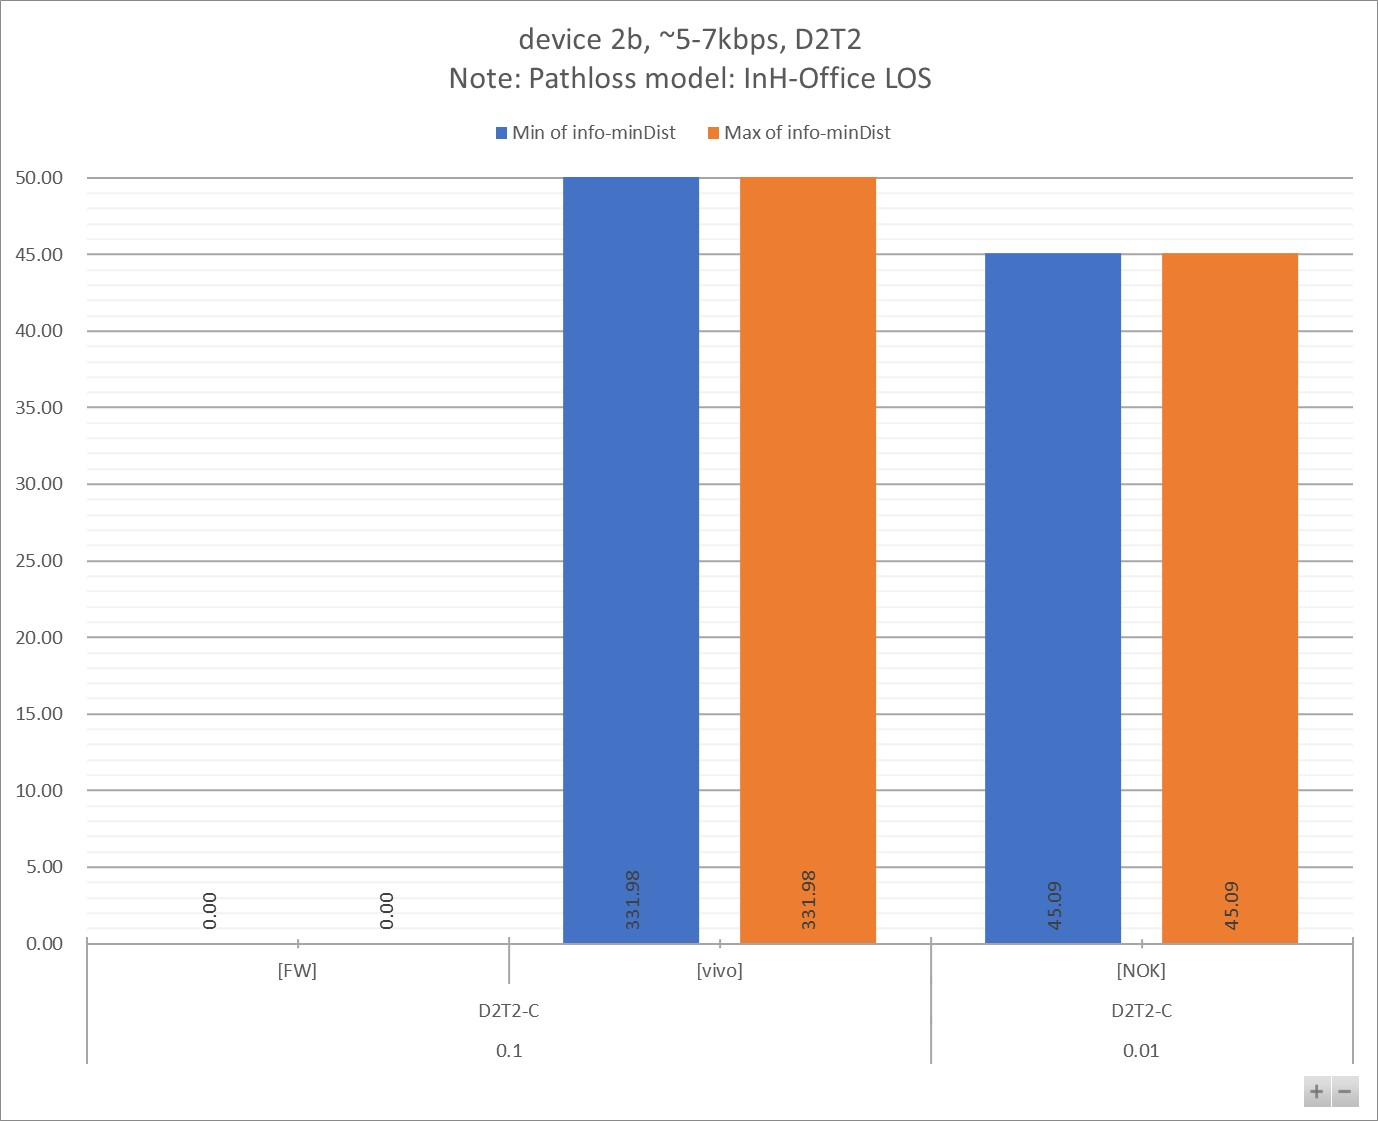 device 2b, ~5-7kbps, D2T2
Note: Pathloss model: InH-Office LOS
Min of info-minDist Max of info-minDist
50.00
45.00
40.00
35.00
30.00
25.00
20.00
15.00
10.00
5.00
0.00
0.00 0.00 331.98 331.98 45.09 45.09
[FW] [vivo] [NOK]
D2T2-C D2T2-C
0.1 0.01
+ −